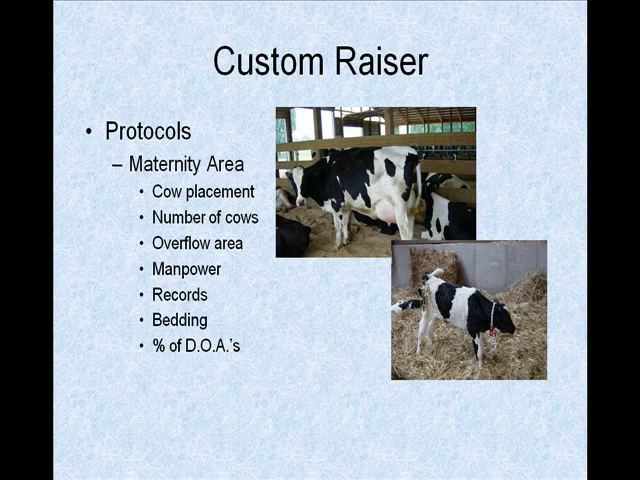 Custom Raiser
• Protocols
– Maternity Area
• Cow placement
• Number of cows
• Overflow area
• Manpower
• Records
• Bedding
• % of D.O.A.'s